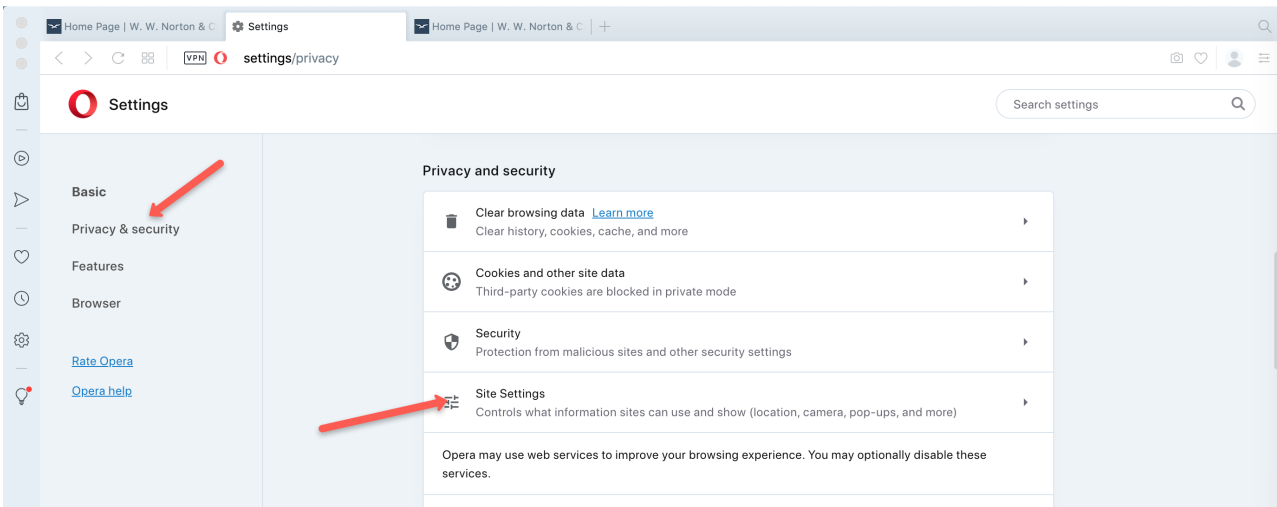 Home Page | W. W. Norton & C
Settings
Home Page | W. W. Norton & C
VPN
settings/privacy
Settings
Search settings
Basic
Privacy & security
Features
Browser
Rate Opera
Opera help
Privacy and security
Clear browsing data Learn more
Clear history, cookies, cache, and more
Cookies and other site data
Third-party cookies are blocked in private mode
Security
Protection from malicious sites and other security settings
Site Settings
Controls what information sites can use and show (location, camera, pop-ups, and more)
Opera may use web services to improve your browsing experience. You may optionally disable these
services.